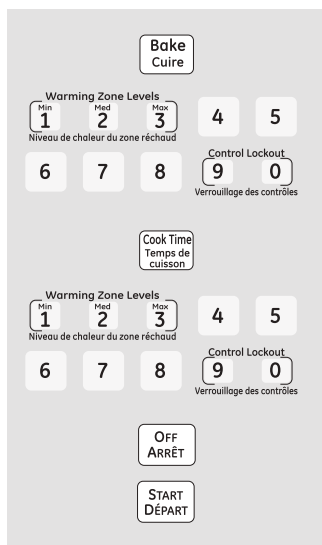 Bake
Cuire
Warming Zone Levels
Min Med Max
1 2 3 4 5
Niveau de chaleur du zone réchaud
Control Lockout
6 7 8 9 0
Verrouillage des contrôles
Cook Time
Temps de
cuisson
Warming Zone Levels
Min Med Max
1 2 3 4 5
Niveau de chaleur du zone réchaud
Control Lockout
6 7 8 9 0
Verrouillage des contrôles
OFF
ARRÊT
START
DÉPART